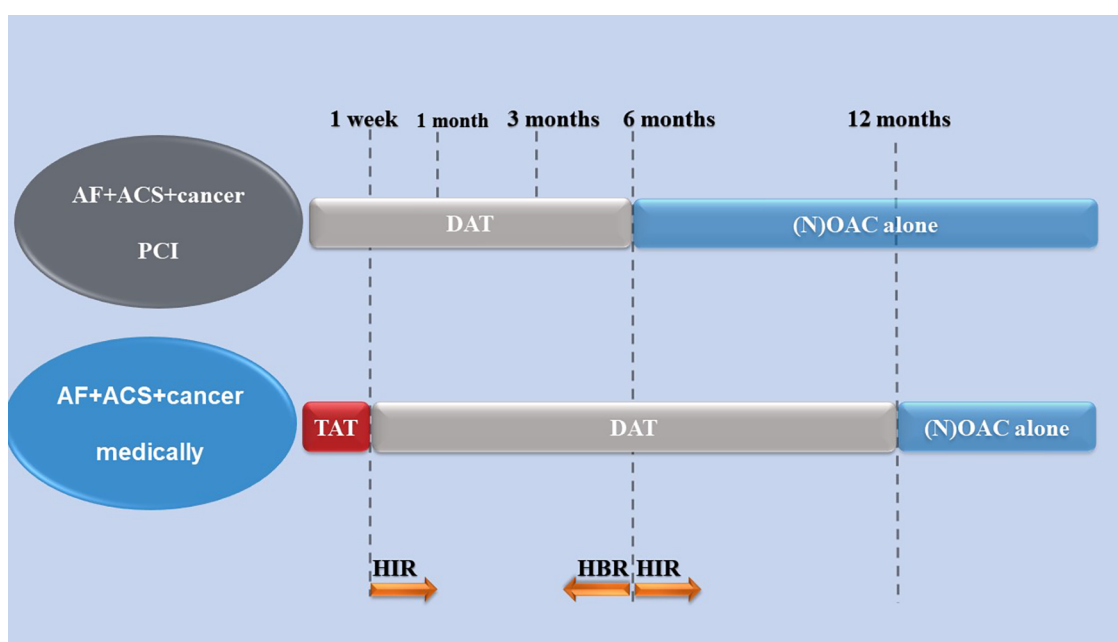 1 week 1 month 3 months 6 months 12 months
AF+ACS+cancer
PCI
DAT (N)OAC alone
AF+ACS+cancer
medically
TAT DAT (N)OAC alone
HIR HBR HIR